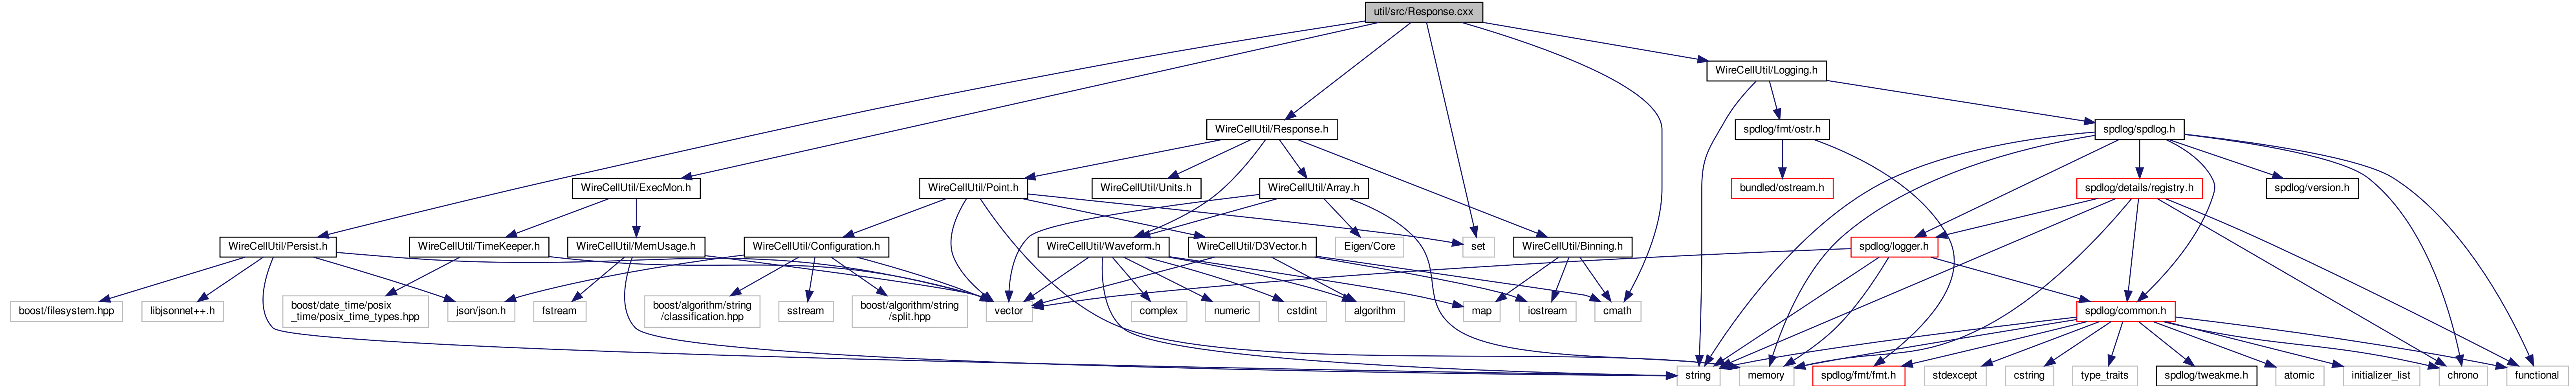 util/src/Response.cxx
WireCellUtil/Logging.h
WireCellUtil/Response.h
spdlog/fmt/ostr.h
spdlog/spdlog.h
WireCellUtil/ExecMon.h
WireCellUtil/Point.h
WireCellUtil/Units.h
WireCellUtil/Array.h
bundled/ostream.h
spdlog/details/registry.h
spdlog/version.h
WireCellUtil/Persist.h
WireCellUtil/TimeKeeper.h
WireCellUtil/MemUsage.h
WireCellUtil/Configuration.h
WireCellUtil/Waveform.h
WireCellUtil/D3Vector.h
Eigen/Core
set
WireCellUtil/Binning.h
spdlog/logger.h
boost/filesystem.hpp
libjsonnet++.h
boost/date_time/posix
_time/posix_time_types.hpp
json/json.h
fstream
boost/algorithm/string
/classification.hpp
sstream
boost/algorithm/string
/split.hpp
vector
complex
numeric
cstdint
algorithm
map
iostream
cmath
spdlog/common.h
string
memory
spdlog/fmt/fmt.h
stdexcept
cstring
type_traits
spdlog/tweakme.h
atomic
initializer_list
chrono
functional